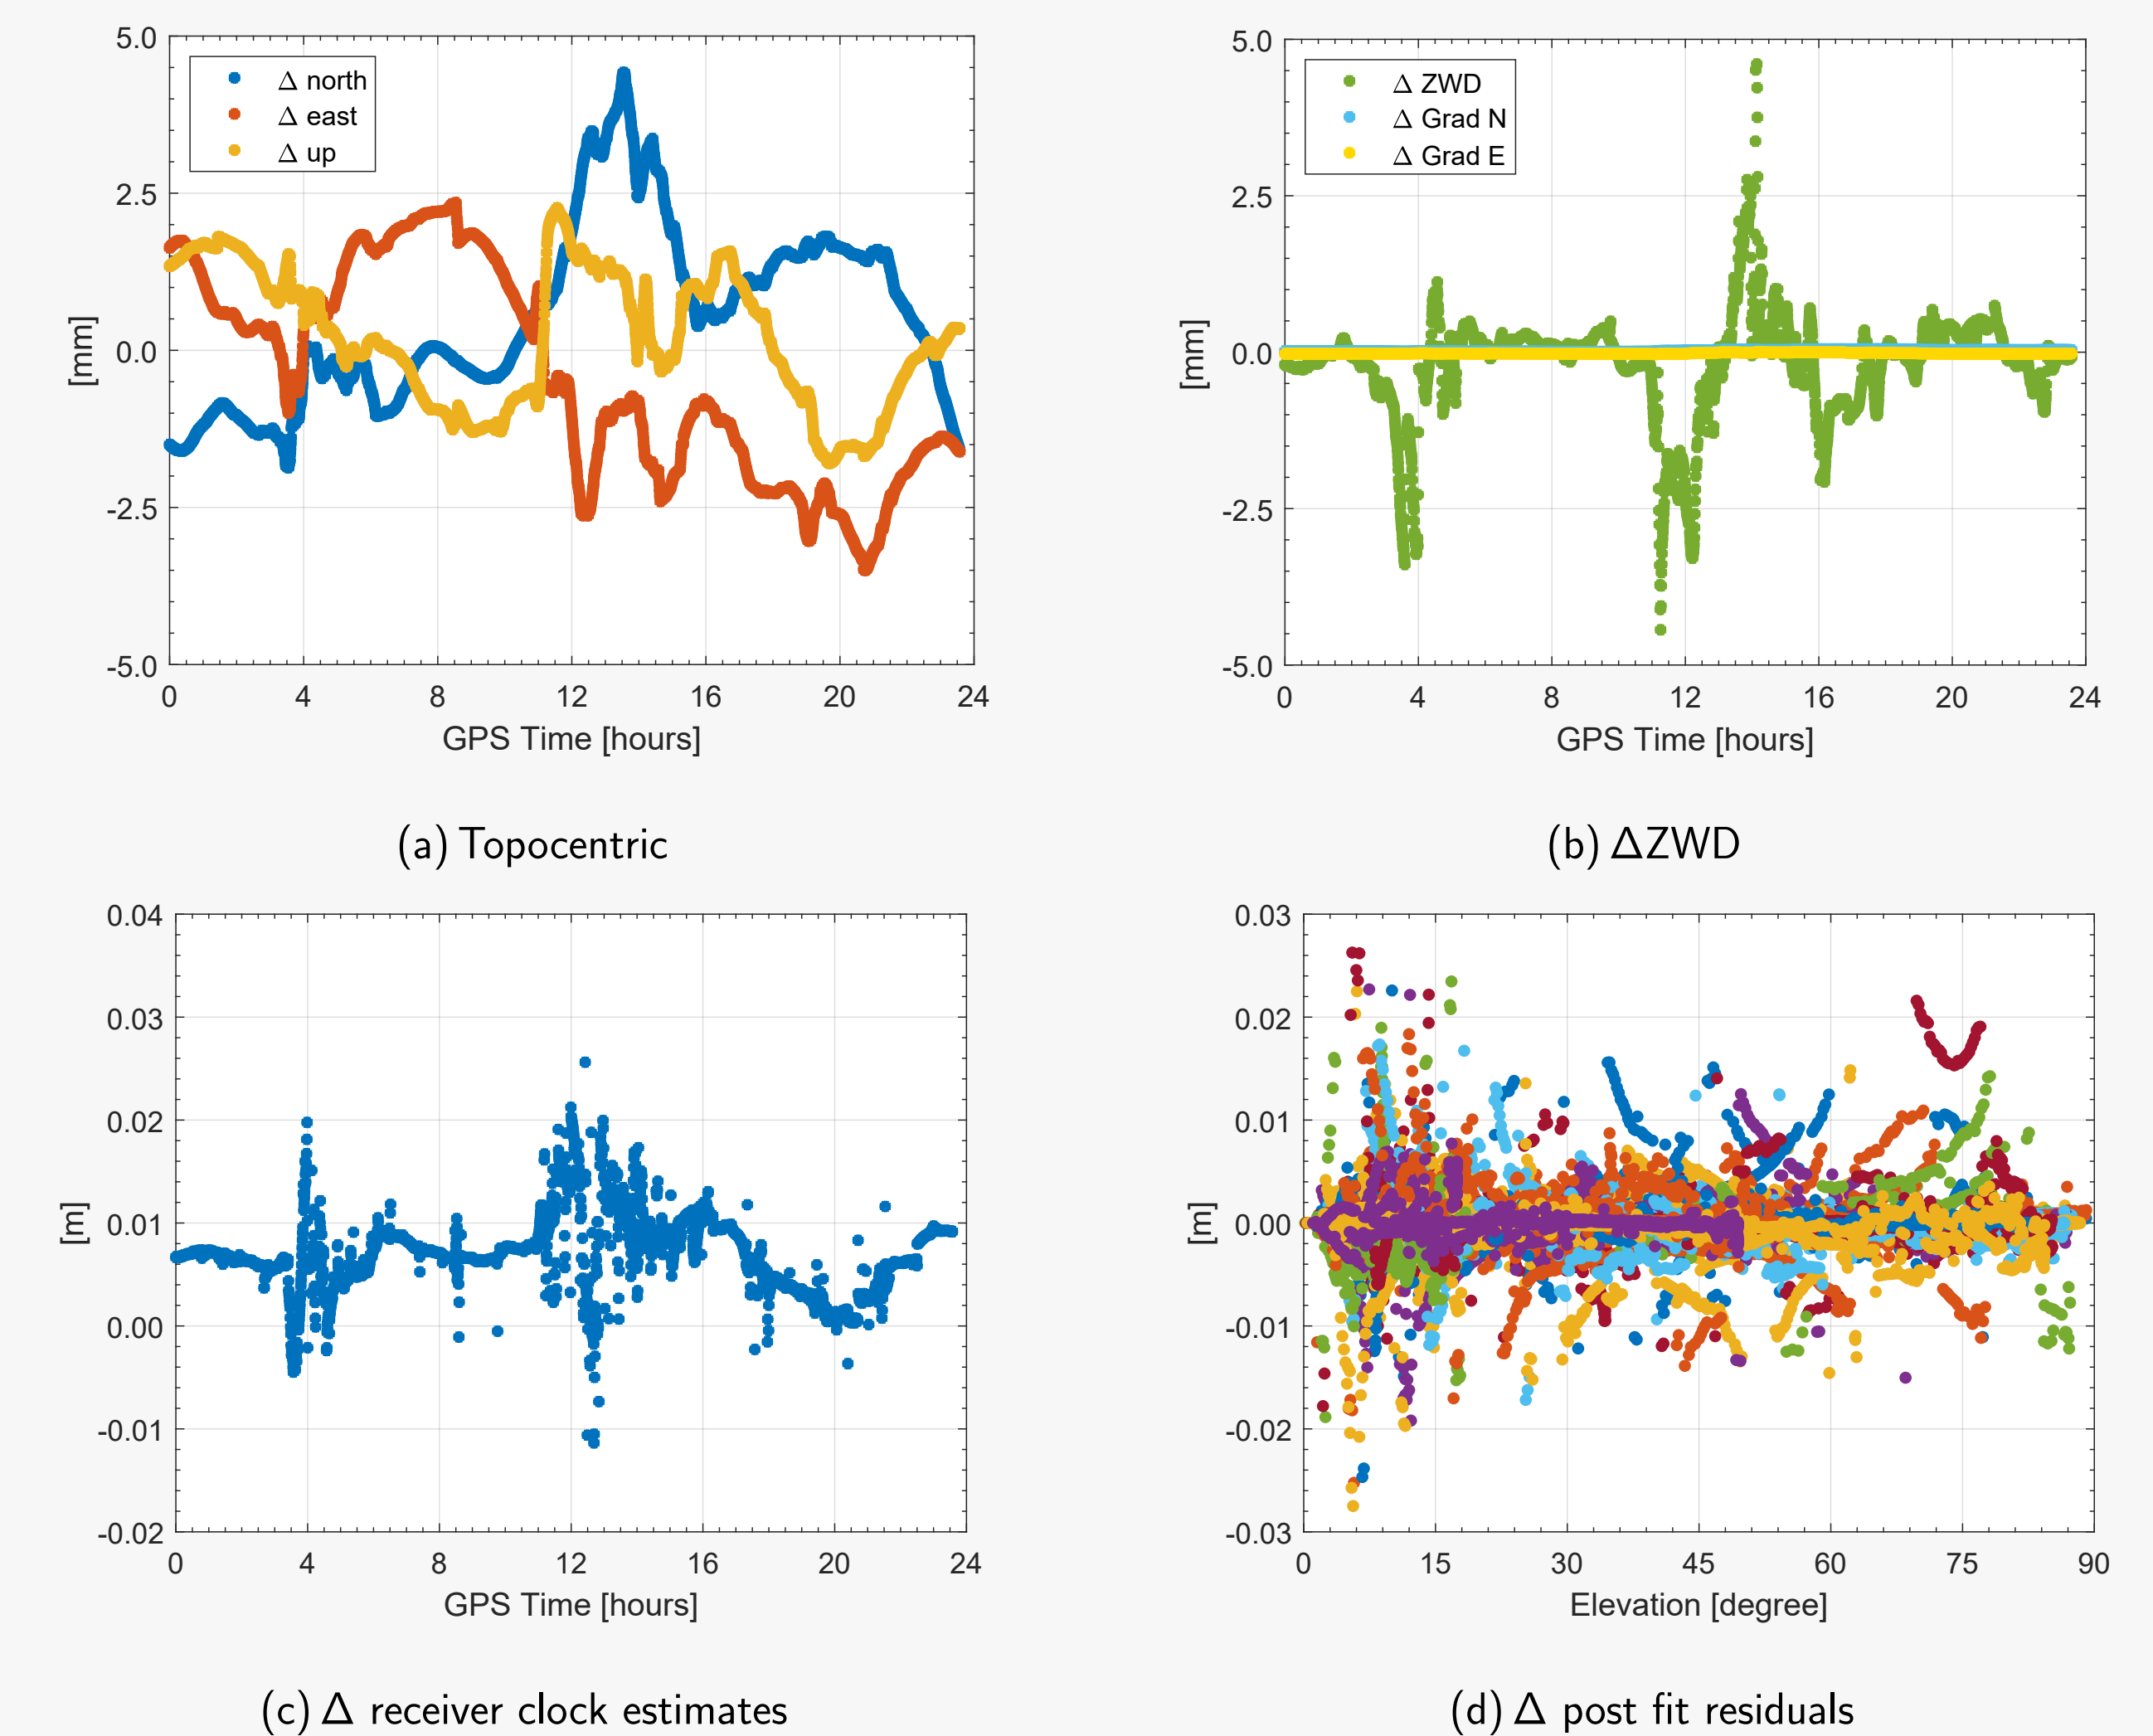 5.0
2.5
0.0
-2.5
-5.0
[mm]
Δ north
Δ east
Δ up
0 4 8 12 16 20 24
GPS Time [hours]
(a) Topocentric
5.0
2.5
0.0
-2.5
-5.0
[mm]
Δ ZWD
Δ Grad N
Δ Grad E
0 4 8 12 16 20 24
GPS Time [hours]
(b) ΔZWD
0.04
0.03
0.02
0.01
0.00
-0.01
-0.02
[m]
0 4 8 12 16 20 24
GPS Time [hours]
(c) Δ receiver clock estimates
0.03
0.02
0.01
0.00
-0.01
-0.02
-0.03
[m]
0 15 30 45 60 75 90
Elevation [degree]
(d) Δ post fit residuals